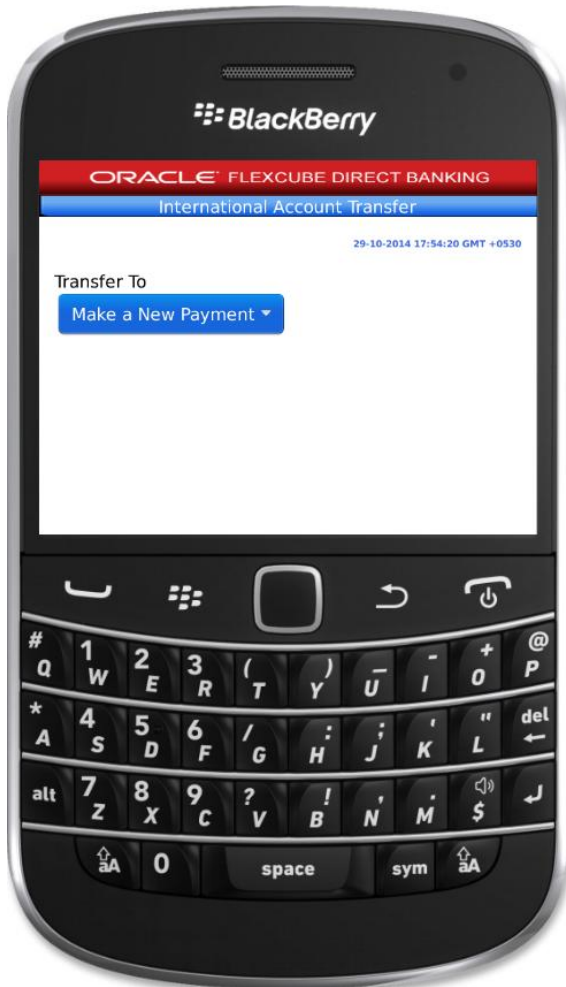 BlackBerry
ORACLE FLEXCUBE DIRECT BANKING
International Account Transfer
29-10-2014 17:54:20 GMT +0530
Transfer To
Make a New Payment
# 1 2 3 ( ) _ - + @
Q W E R T Y U I O P
* 4 5 6 / : ; ' " del
A S D F G H J K L
alt 7 8 9 ? ! , .
Z X C V B N M $
aA 0 space sym aA